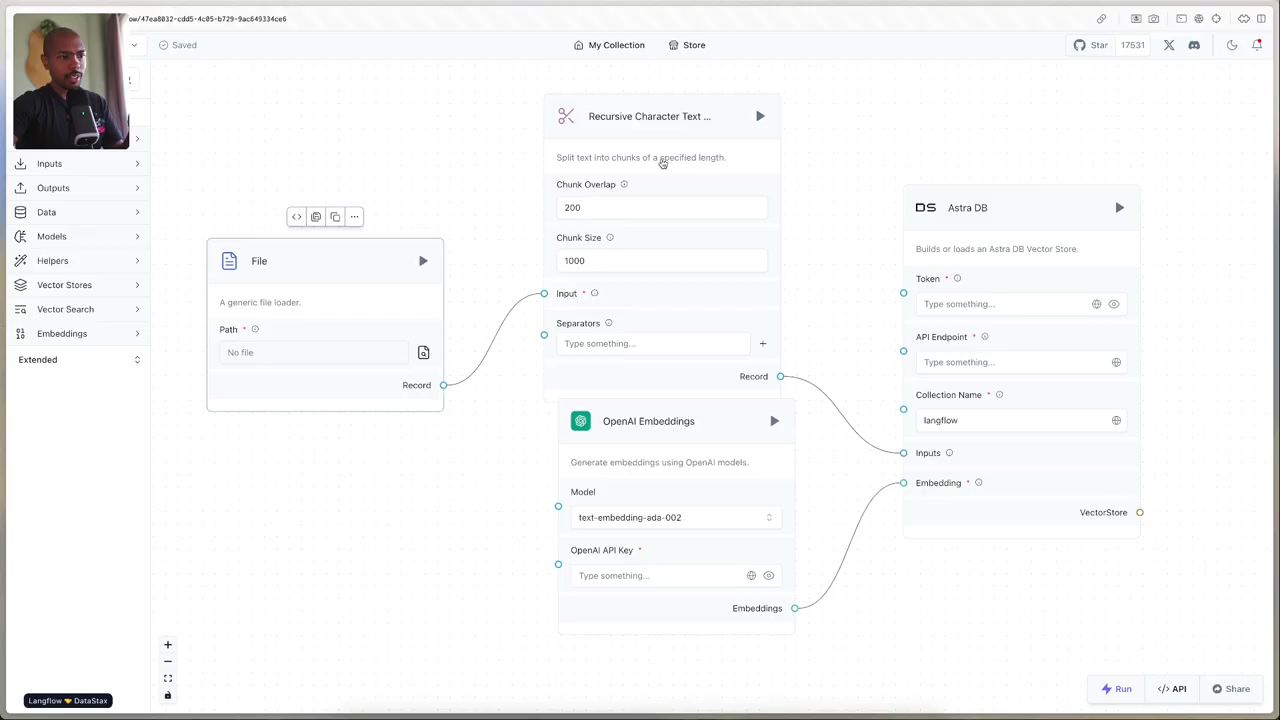 ow/47ea8032-cdd5-4c05-b729-9ac649334ce6
Saved
My Collection
Store
Star
17531
Inputs
Outputs
Data
Models
Helpers
Vector Stores
Vector Search
Embeddings
Extended
File
A generic file loader.
Path *
No file
Record
Recursive Character Text ...
Split text into chunks of a specified length.
Chunk Overlap
200
Chunk Size
1000
Input *
Separators
Type something...
Record
OpenAI Embeddings
Generate embeddings using OpenAI models.
Model
text-embedding-ada-002
OpenAI API Key *
Type something...
Embeddings
DS Astra DB
Builds or loads an Astra DB Vector Store.
Token *
Type something...
API Endpoint *
Type something...
Collection Name *
langflow
Inputs
Embedding *
VectorStore
Langflow 🤝 DataStax
Run
API
Share